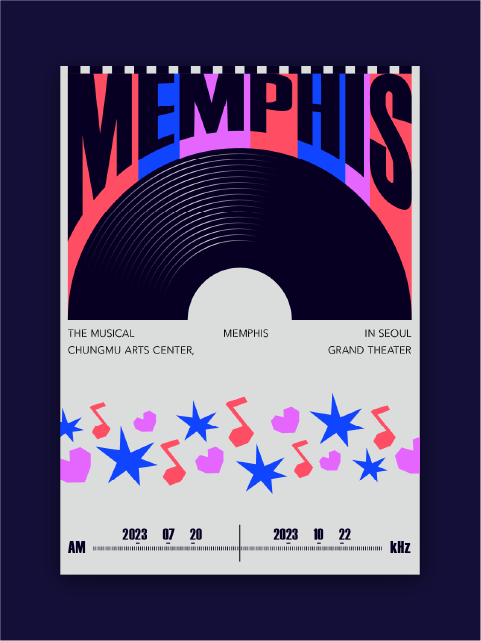 MEMPHIS
THE MUSICAL MEMPHIS IN SEOUL
CHUNGMU ARTS CENTER, GRAND THEATER
2023 07 20 2023 10 22
AM kHz